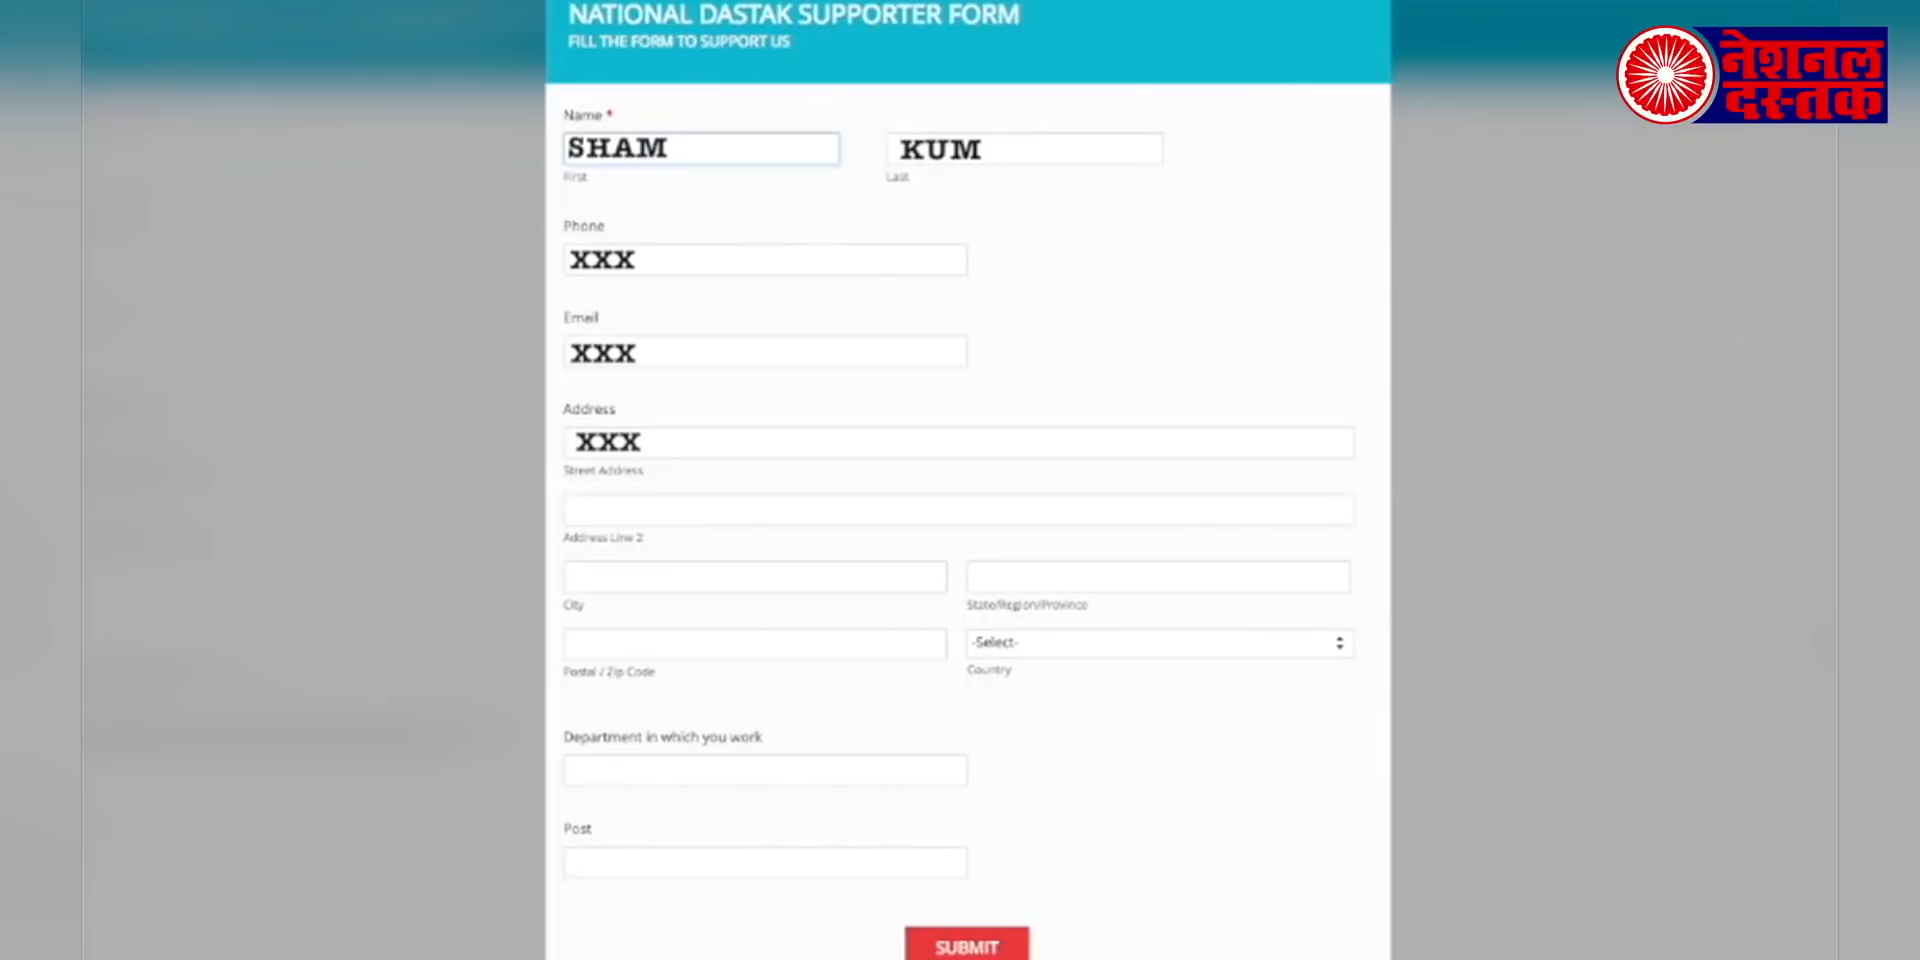 NATIONAL DASTAK SUPPORTER FORM
FILL THE FORM TO SUPPORT US
नेशनल
दस्तक
Name *
SHAM KUM
First Last
Phone
XXX
Email
XXX
Address
XXX
Street Address
Address Line 2
City State/Region/Province
-Select-
Postal / Zip Code Country
Department in which you work
Post
SUBMIT